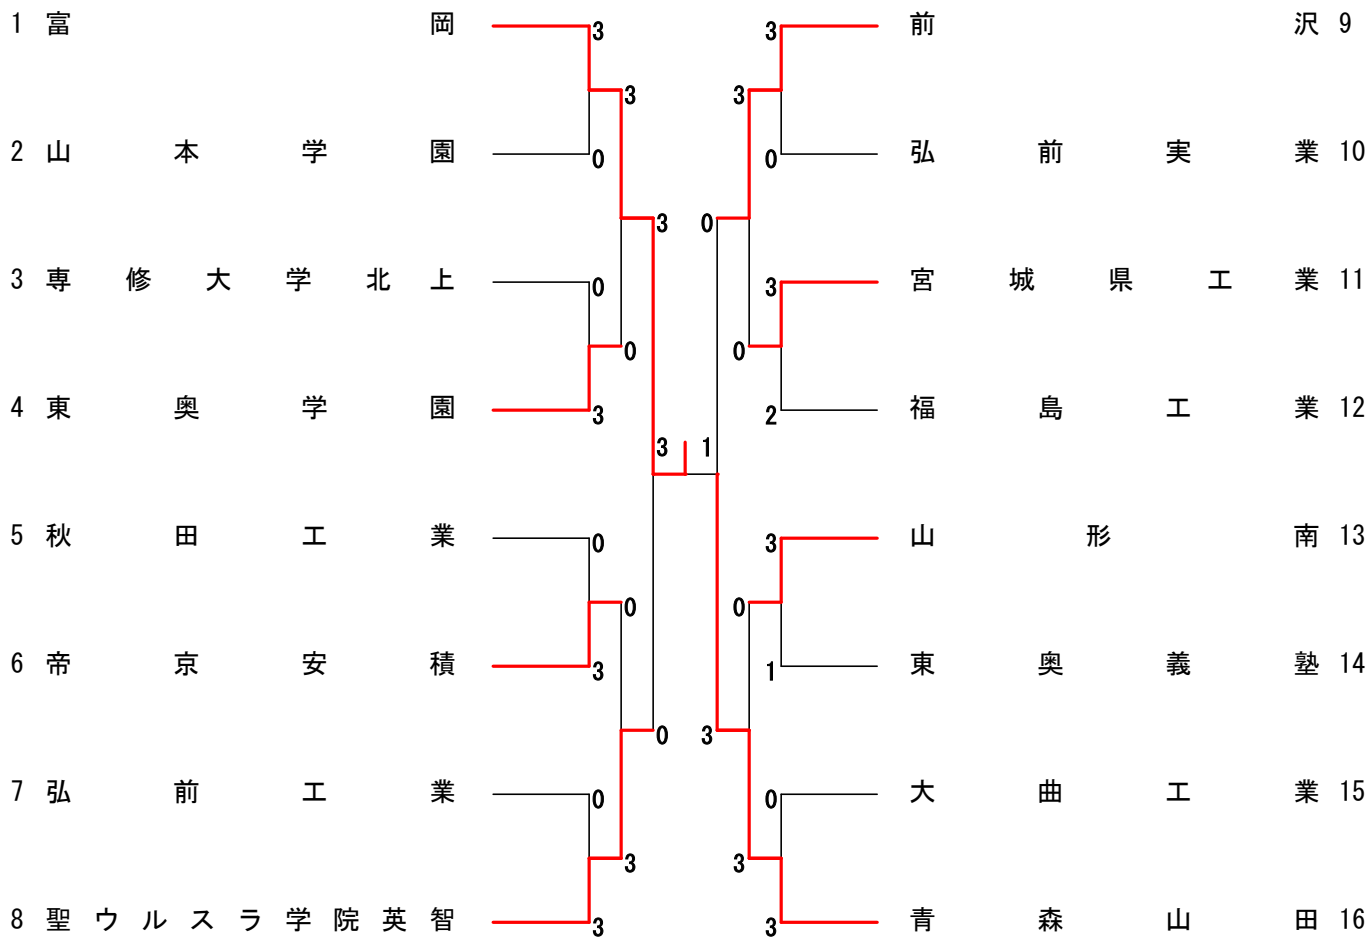 1 富岡 3 3 前沢 9
3 3
2 山本学園 0 0 弘前実業 10
3 0
3 専修大学北上 0 3 宮城県工業 11
0 0
4 東奥学園 3 2 福島工業 12
3 1
5 秋田工業 0 3 山形南 13
0 0
6 帝京安積 3 1 東奥義塾 14
0 3
7 弘前工業 0 0 大曲工業 15
3 3
8 聖ウルスラ学院英智 3 3 青森山田 16